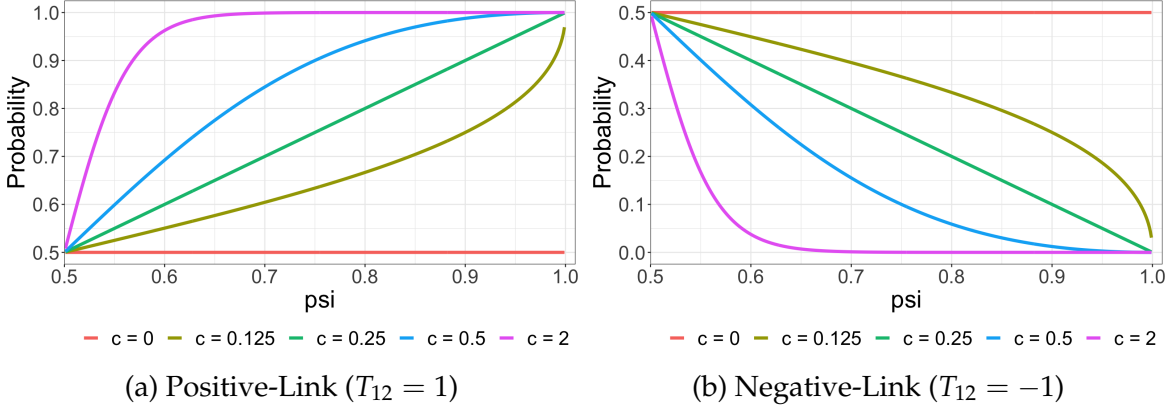 Probability
1.0
0.9
0.8
0.7
0.6
0.5
0.5 0.6 0.7 0.8 0.9 1.0
psi
c = 0 c = 0.125 c = 0.25 c = 0.5 c = 2
(a) Positive-Link (T12 = 1)
Probability
0.5
0.4
0.3
0.2
0.1
0.0
0.5 0.6 0.7 0.8 0.9 1.0
psi
c = 0 c = 0.125 c = 0.25 c = 0.5 c = 2
(b) Negative-Link (T12 = −1)